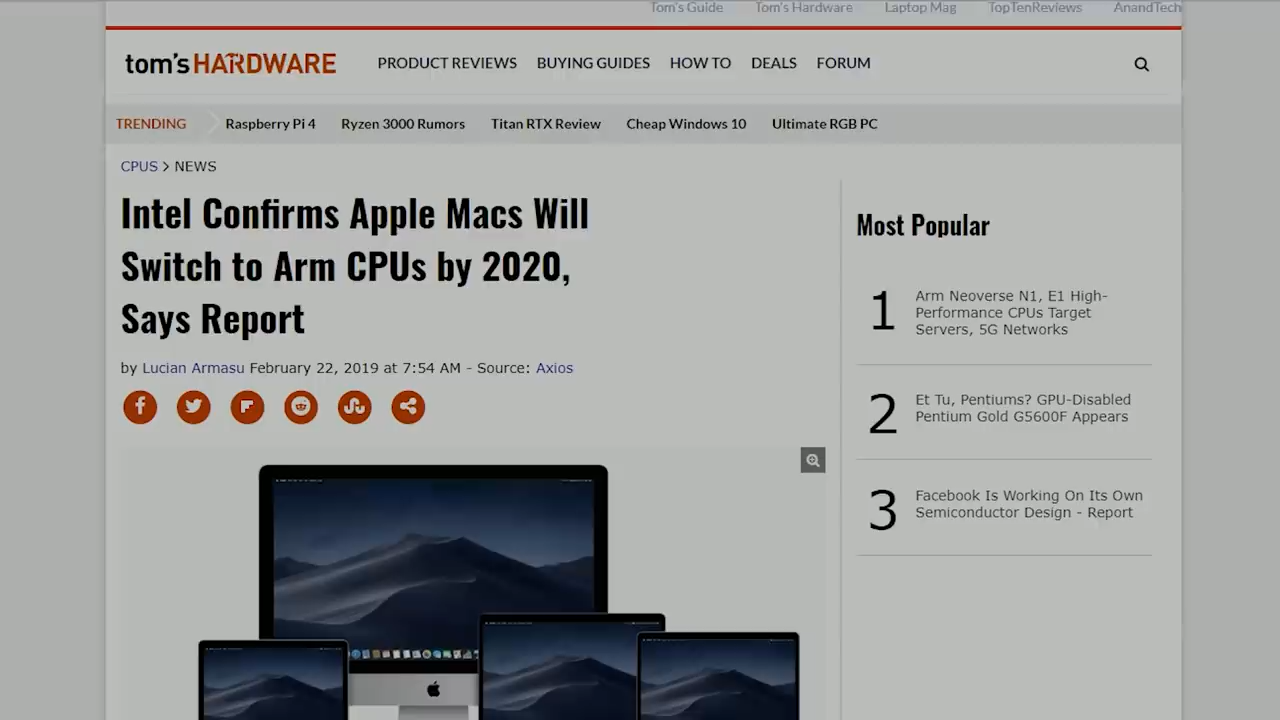 Tom's Guide Tom's Hardware Laptop Mag TopTenReviews AnandTech
tom's HARDWARE PRODUCT REVIEWS BUYING GUIDES HOW TO DEALS FORUM
TRENDING Raspberry Pi 4 Ryzen 3000 Rumors Titan RTX Review Cheap Windows 10 Ultimate RGB PC
CPUS > NEWS
Intel Confirms Apple Macs Will
Switch to Arm CPUs by 2020,
Says Report
by Lucian Armasu February 22, 2019 at 7:54 AM - Source: Axios
Most Popular
1 Arm Neoverse N1, E1 High-
Performance CPUs Target
Servers, 5G Networks
2 Et Tu, Pentiums? GPU-Disabled
Pentium Gold G5600F Appears
3 Facebook Is Working On Its Own
Semiconductor Design - Report